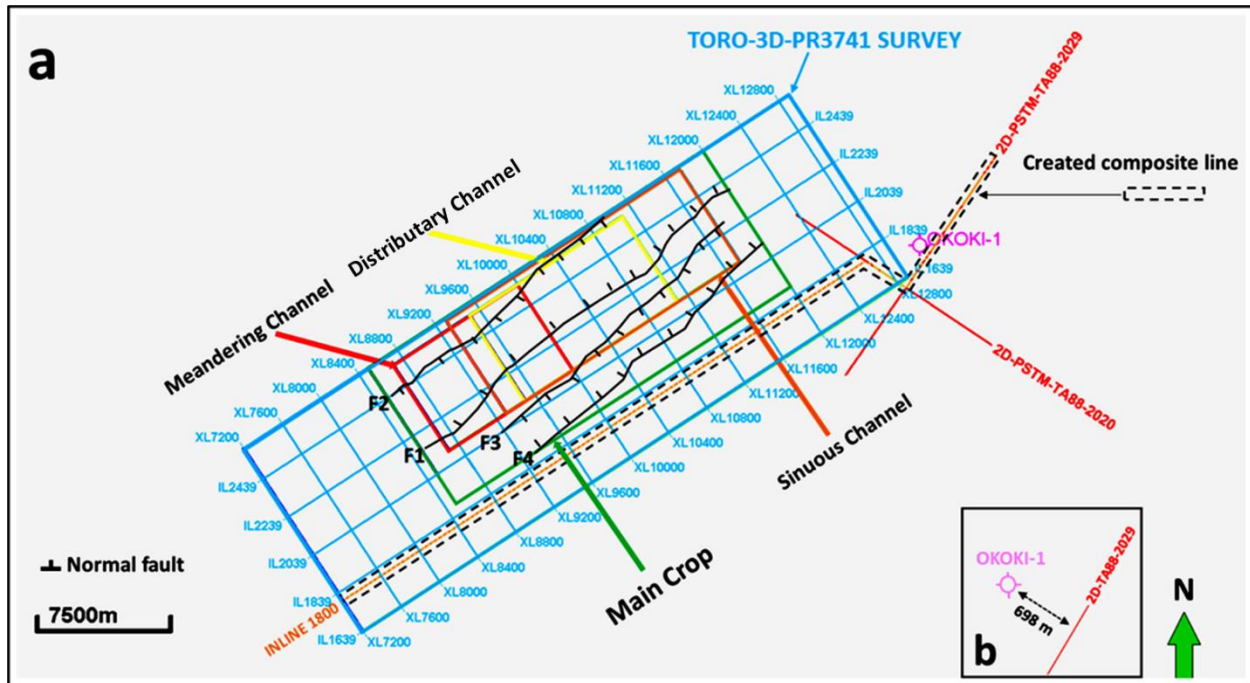 a
TORO-3D-PR3741 SURVEY
2D-PSTM-TA88-2029
Created composite line
XL12800
XL12400
XL12000
XL11600
XL11200
XL10800
XL10400
XL10000
XL9600
XL9200
XL8800
XL8400
XL8000
XL7600
XL7200
IL2439
IL2239
IL2039
IL1839
1639
OKOKI-1
Distributary Channel
Meandering Channel
F2
F1
F3
F4
IL2439
IL2239
IL2039
IL1839
IL1639
INLINE 1800
XL12800
XL12400
XL12000
XL11600
XL11200
XL10800
XL10400
XL10000
XL9600
XL9200
XL8800
XL8400
XL8000
XL7600
XL7200
2D-PSTM-TA88-2020
Sinuous Channel
Main Crop
Normal fault
7500m
OKOKI-1
2D-TA88-2029
698 m
b
N